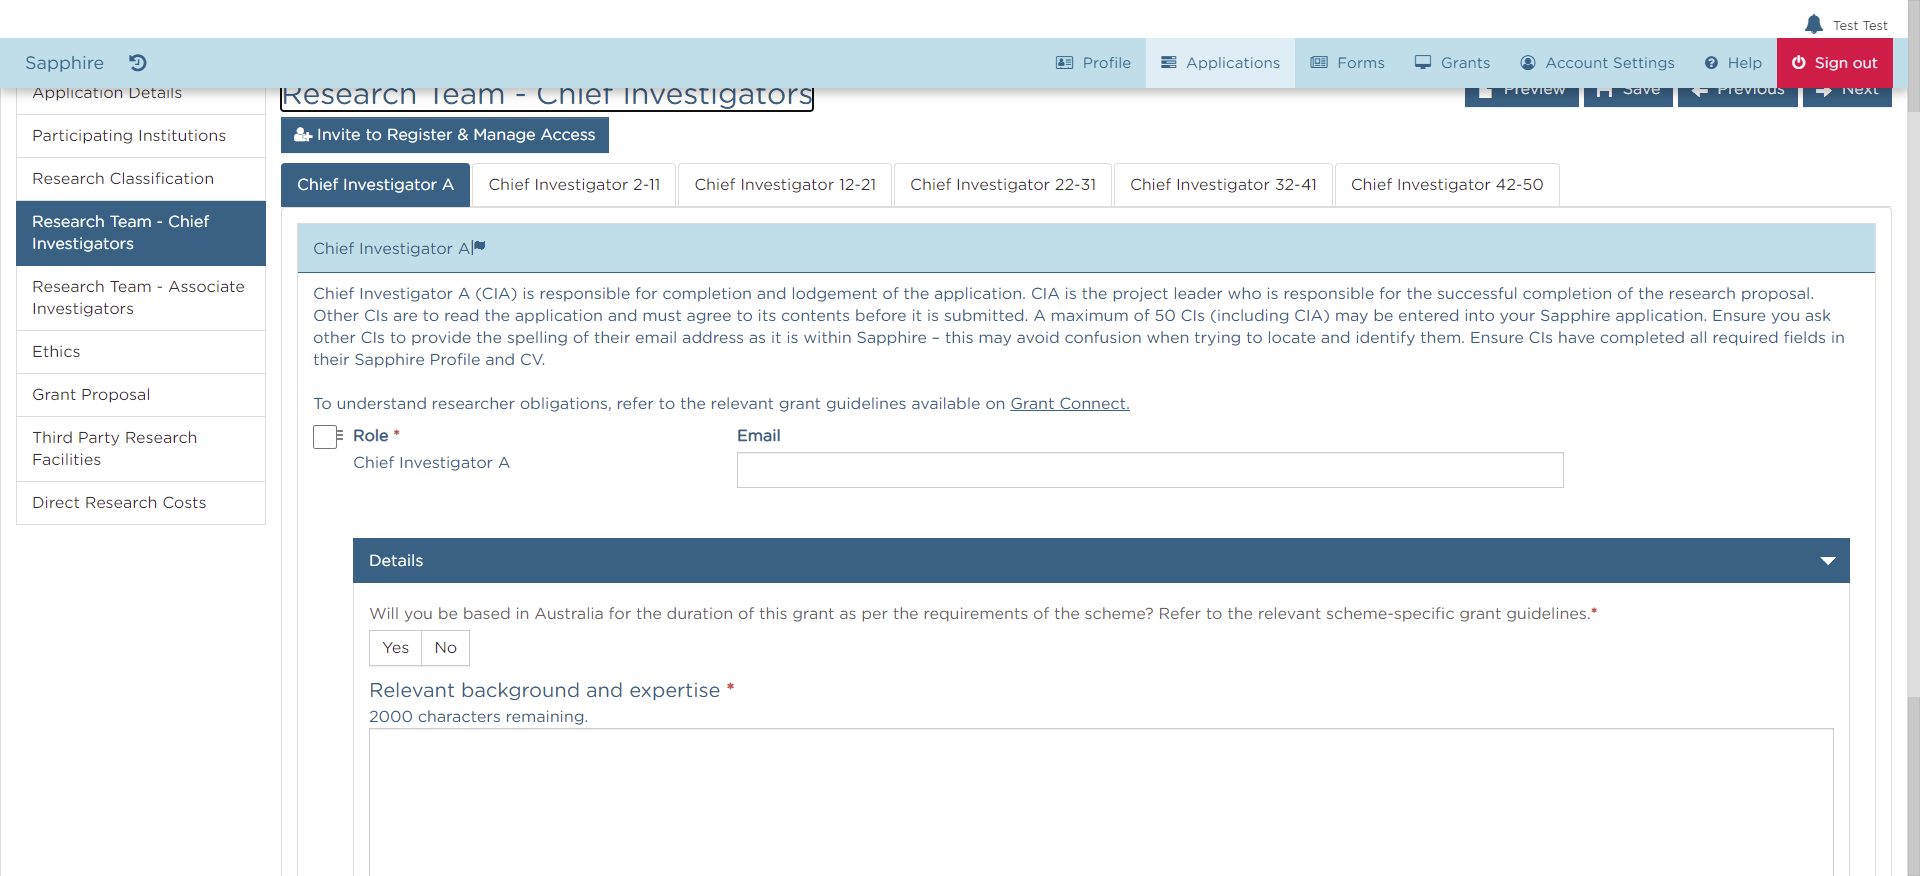 Test Test
Sapphire
Profile
Applications
Forms
Grants
Account Settings
Help
Sign out
Application Details
Participating Institutions
Research Classification
Research Team - Chief
Investigators
Research Team - Associate
Investigators
Ethics
Grant Proposal
Third Party Research
Facilities
Direct Research Costs
Research Team - Chief Investigators
Preview
Save
Previous
Next
Invite to Register & Manage Access
Chief Investigator A
Chief Investigator 2-11
Chief Investigator 12-21
Chief Investigator 22-31
Chief Investigator 32-41
Chief Investigator 42-50
Chief Investigator A|
Chief Investigator A (CIA) is responsible for completion and lodgement of the application. CIA is the project leader who is responsible for the successful completion of the research proposal.
Other CIs are to read the application and must agree to its contents before it is submitted. A maximum of 50 CIs (including CIA) may be entered into your Sapphire application. Ensure you ask
other CIs to provide the spelling of their email address as it is within Sapphire – this may avoid confusion when trying to locate and identify them. Ensure CIs have completed all required fields in
their Sapphire Profile and CV.
To understand researcher obligations, refer to the relevant grant guidelines available on Grant Connect.
Role *
Email
Chief Investigator A
Details
Will you be based in Australia for the duration of this grant as per the requirements of the scheme? Refer to the relevant scheme-specific grant guidelines.*
Yes
No
Relevant background and expertise *
2000 characters remaining.